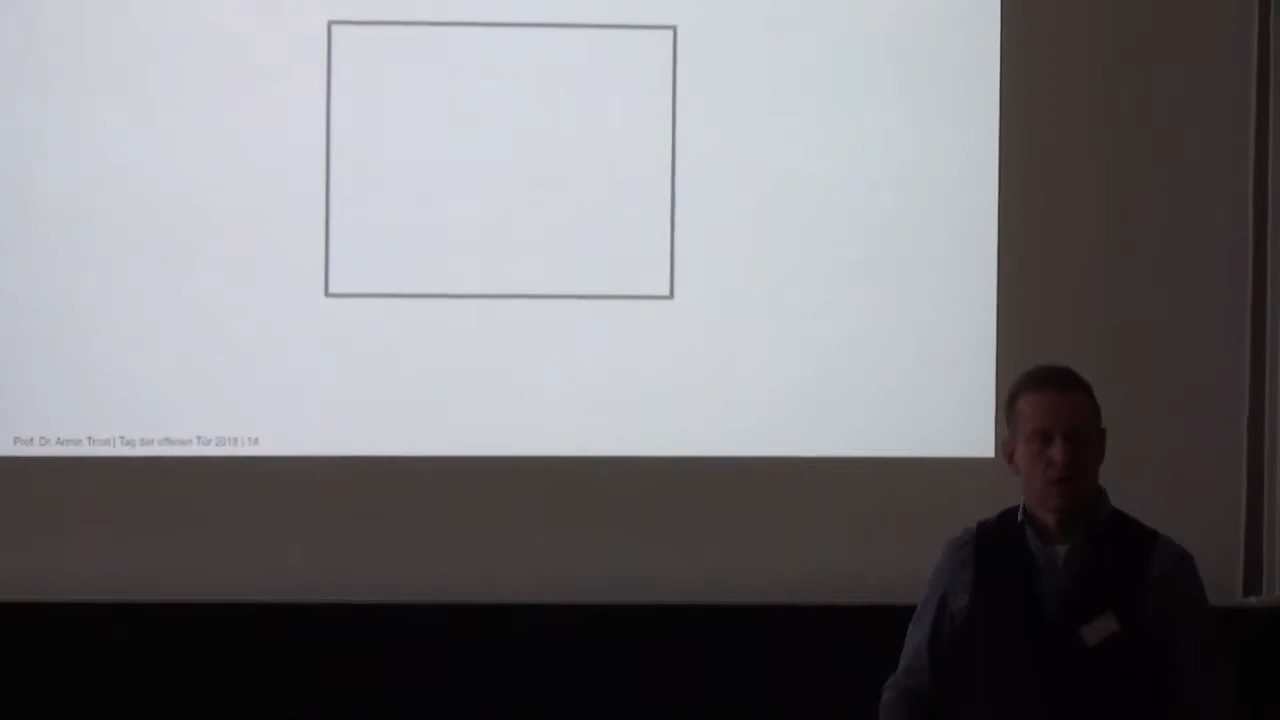 Prof. Dr. Armin Trost | Tag der offenen Tür 2018 | 14